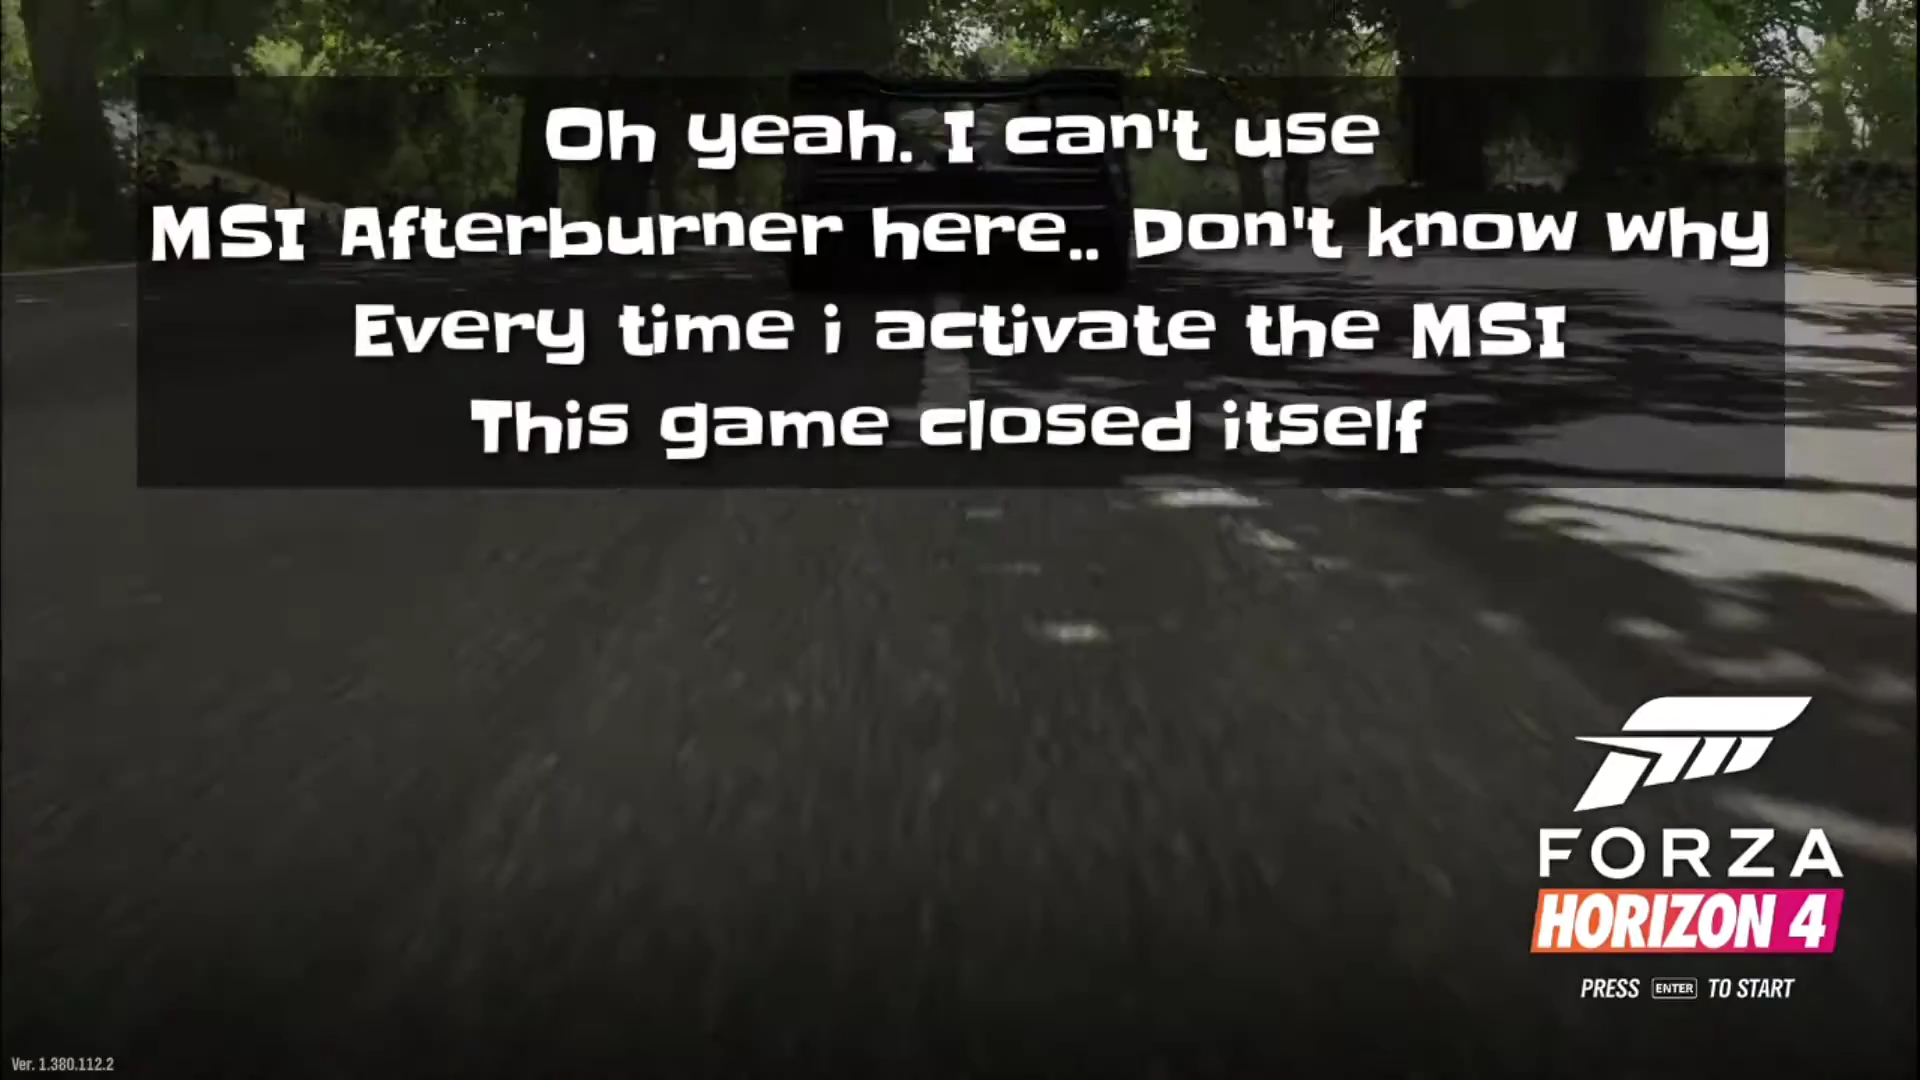 Oh yeah. I can't use
MSI Afterburner here.. Don't know why
Every time i activate the MSI
This game closed itself
FORZA
HORIZON 4
PRESS ENTER TO START
Ver. 1.380.112.2